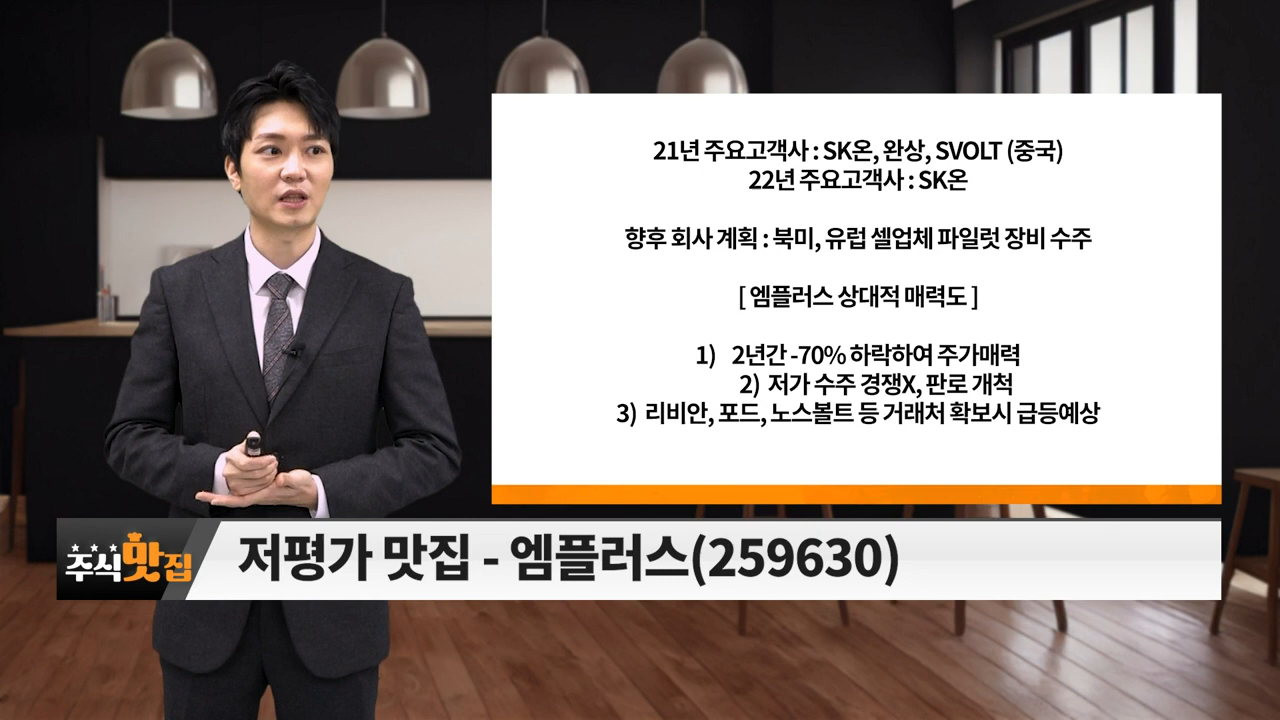 21년 주요고객사 : SK온, 완상, SVOLT (중국)
22년 주요고객사 : SK온
향후 회사 계획 : 북미, 유럽 셀업체 파일럿 장비 수주
[ 엠플러스 상대적 매력도 ]
1) 2년간 -70% 하락하여 주가매력
2) 저가 수주 경쟁X, 판로 개척
3) 리비안, 포드, 노스볼트 등 거래처 확보시 급등예상
주식맛집
저평가 맛집 - 엠플러스(259630)